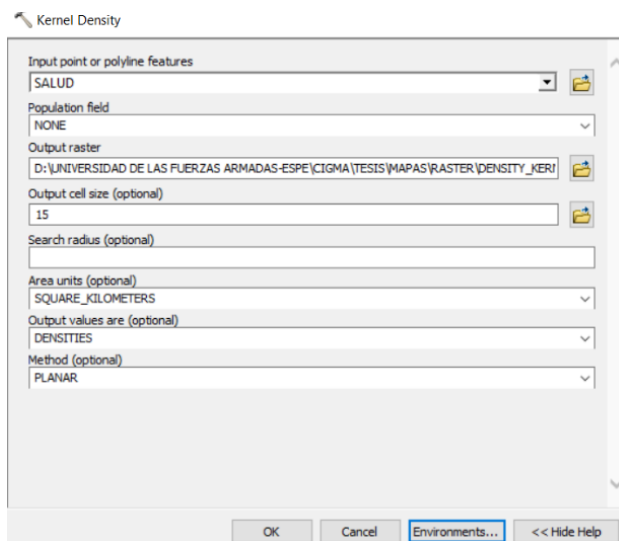 Kernel Density
Input point or polyline features
SALUD
Population field
NONE
Output raster
D:\UNIVERSIDAD DE LAS FUERZAS ARMADAS-ESPE\CIGMA\TESIS\MAPAS\RASTER\DENSITY_KERN
Output cell size (optional)
15
Search radius (optional)
Area units (optional)
SQUARE_KILOMETERS
Output values are (optional)
DENSITIES
Method (optional)
PLANAR
OK
Cancel
Environments...
<< Hide Help